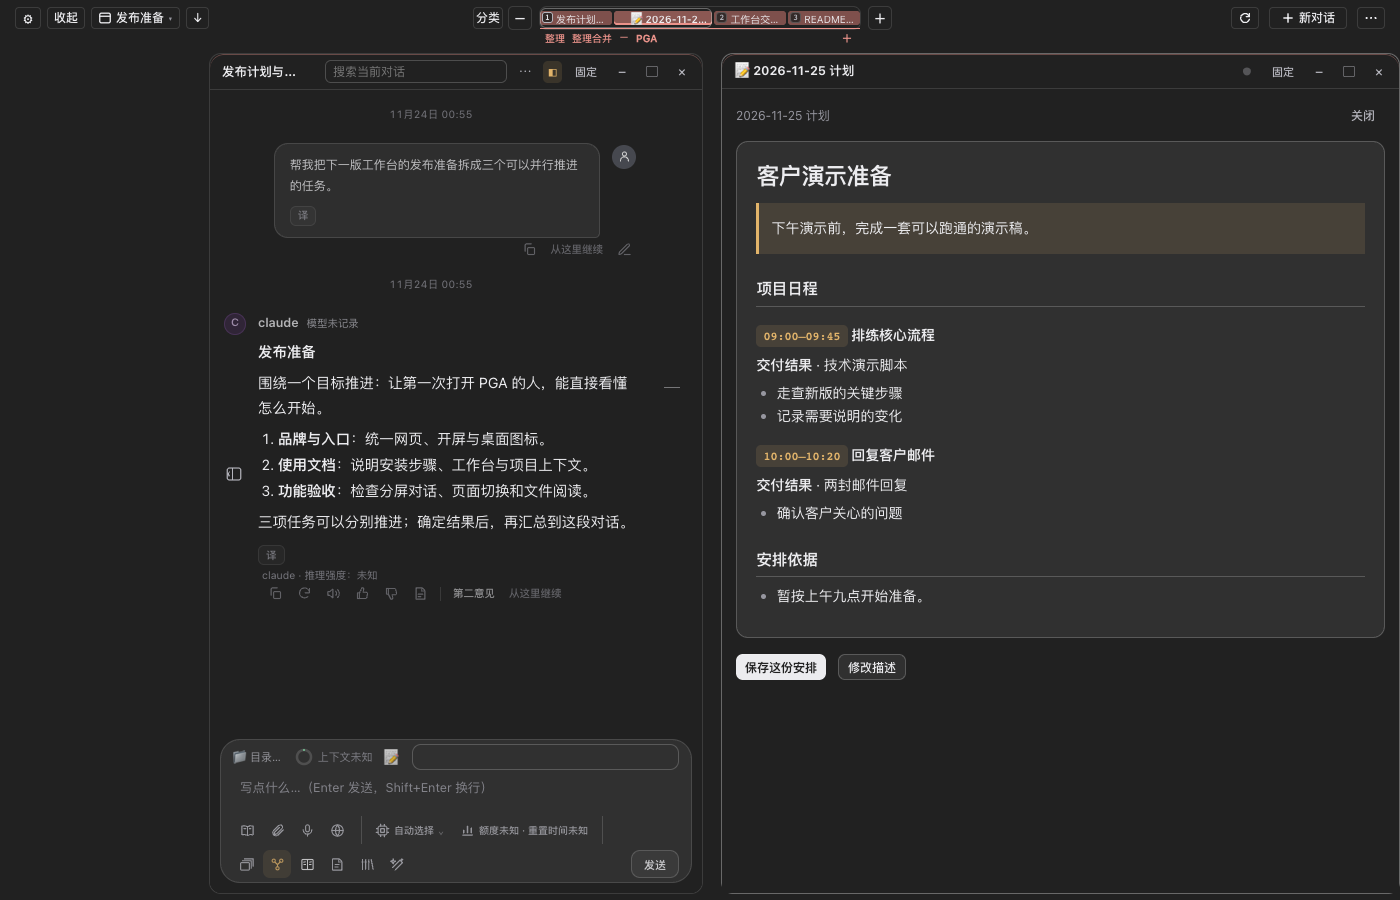 收起
发布准备
分类
1 发布计划...
2026-11-2...
2 工作台交...
3 README...
新对话
整理 整理合并 一 PGA
发布计划与...
搜索当前对话
固定
11月24日 00:55
帮我把下一版工作台的发布准备拆成三个可以并行推进
的任务。
译
从这里继续
11月24日 00:55
C
claude 模型未记录
发布准备
围绕一个目标推进：让第一次打开 PGA 的人，能直接看懂
怎么开始。
1. 品牌与入口：统一网页、开屏与桌面图标。
2. 使用文档：说明安装步骤、工作台与项目上下文。
3. 功能验收：检查分屏对话、页面切换和文件阅读。
三项任务可以分别推进；确定结果后，再汇总到这段对话。
译
claude · 推理强度：未知
第二意见 从这里继续
目录... 上下文未知
写点什么...（Enter 发送，Shift+Enter 换行）
自动选择 额度未知 · 重置时间未知
发送
2026-11-25 计划
固定
2026-11-25 计划
关闭
客户演示准备
下午演示前，完成一套可以跑通的演示稿。
项目日程
09:00—09:45 排练核心流程
交付结果 · 技术演示脚本
• 走查新版的关键步骤
• 记录需要说明的变化
10:00—10:20 回复客户邮件
交付结果 · 两封邮件回复
• 确认客户关心的问题
安排依据
• 暂按上午九点开始准备。
保存这份安排
修改描述